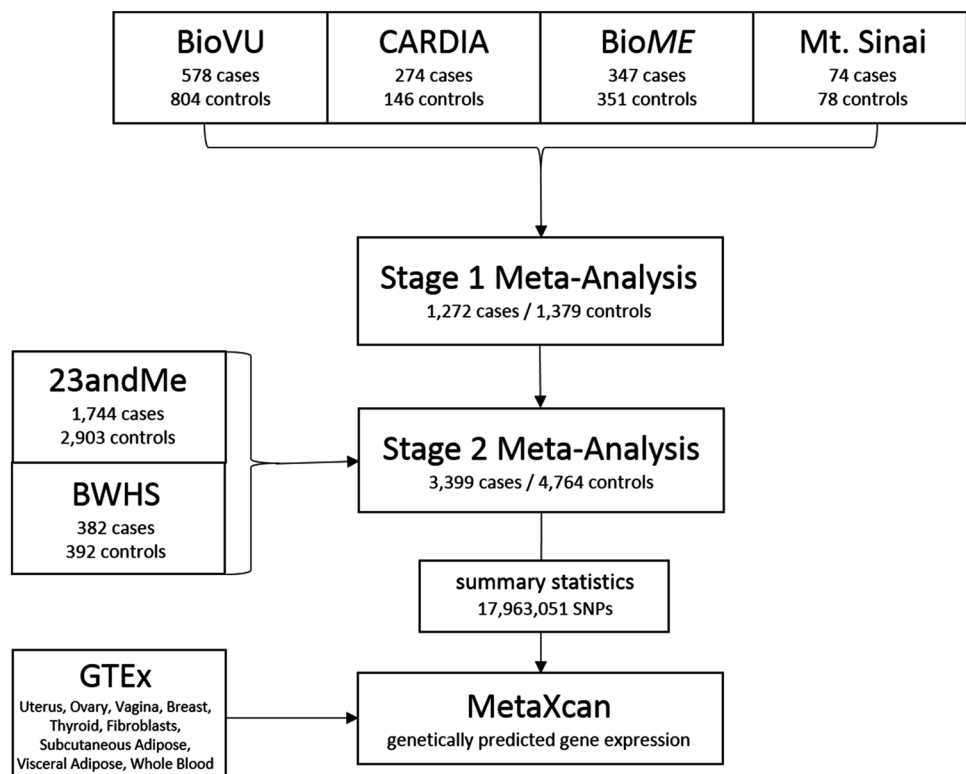 BioVU
578 cases
804 controls
CARDIA
274 cases
146 controls
BioME
347 cases
351 controls
Mt. Sinai
74 cases
78 controls
Stage 1 Meta-Analysis
1,272 cases / 1,379 controls
23andMe
1,744 cases
2,903 controls
BWHS
382 cases
392 controls
Stage 2 Meta-Analysis
3,399 cases / 4,764 controls
summary statistics
17,963,051 SNPs
GTEx
Uterus, Ovary, Vagina, Breast,
Thyroid, Fibroblasts,
Subcutaneous Adipose,
Visceral Adipose, Whole Blood
MetaXcan
genetically predicted gene expression